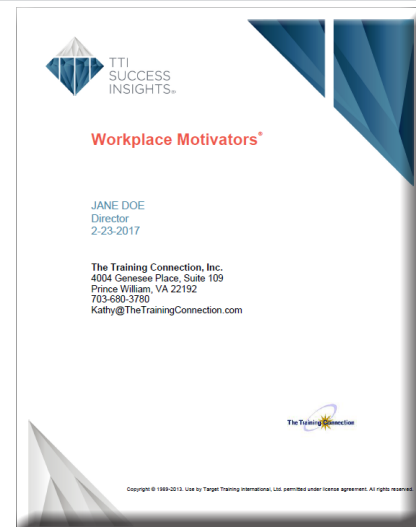 TTI
SUCCESS
INSIGHTS®
Workplace Motivators®
JANE DOE
Director
2-23-2017
The Training Connection, Inc.
4004 Genesee Place, Suite 109
Prince William, VA 22192
703-680-3780
Kathy@TheTrainingConnection.com
The Training Connection
Copyright © 1989-2013. Use by Target Training International, Ltd. permitted under license agreement. All rights reserved.